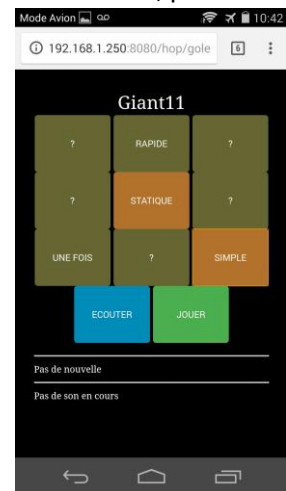 Mode Avion 10:42
192.168.1.250:8080/hop/gole 6
Giant11
? RAPIDE ?
? STATIQUE ?
UNE FOIS ? SIMPLE
ECOUTER JOUER
Pas de nouvelle
Pas de son en cours